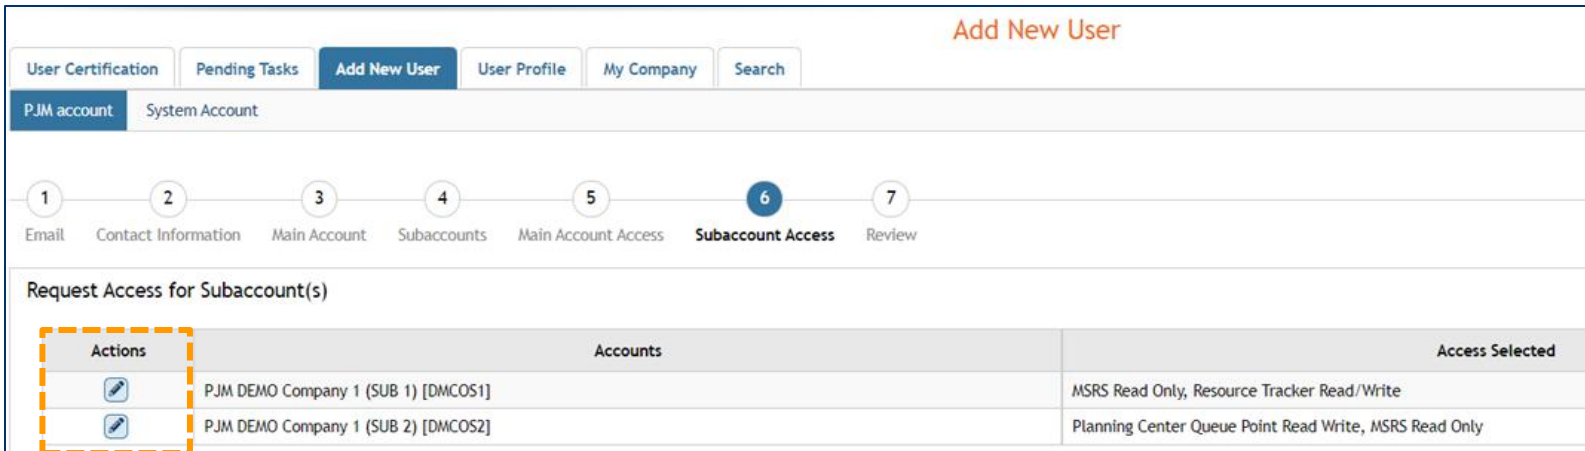 Add New User
User Certification Pending Tasks Add New User User Profile My Company Search
PJM account System Account
1 2 3 4 5 6 7
Email Contact Information Main Account Subaccounts Main Account Access Subaccount Access Review
Request Access for Subaccount(s)
Actions Accounts Access Selected
PJM DEMO Company 1 (SUB 1) [DMCOS1] MSRS Read Only, Resource Tracker Read/Write
PJM DEMO Company 1 (SUB 2) [DMCOS2] Planning Center Queue Point Read Write, MSRS Read Only